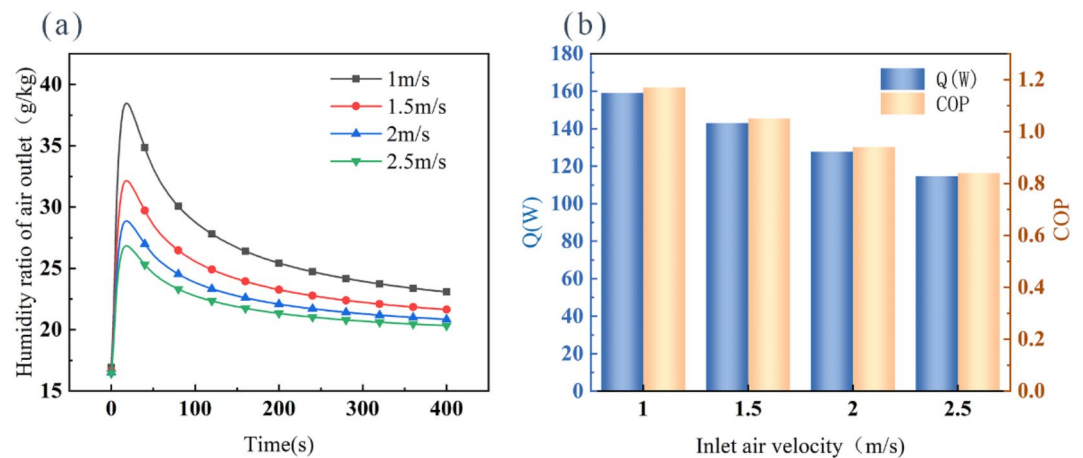 (a)
Humidity ratio of air outlet（g/kg）
40
35
30
25
20
15
1m/s
1.5m/s
2m/s
2.5m/s
0 100 200 300 400
Time(s)
(b)
Q(W)
180
160
140
120
100
80
60
40
20
0
Q(W)
COP
1.2
1.0
0.8
0.6
0.4
0.2
0.0
COP
1 1.5 2 2.5
Inlet air velocity（m/s）